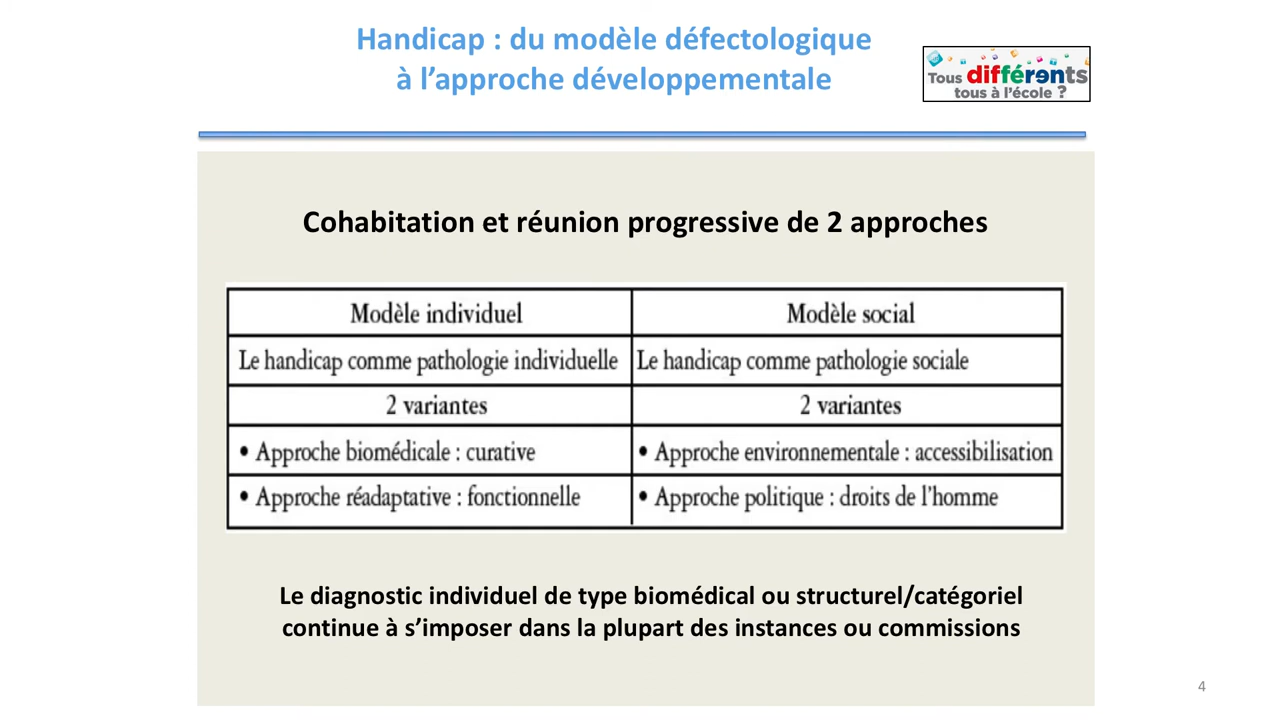 Handicap : du modèle défectologique
à l’approche développementale
Tous différents
tous à l’école ?
Cohabitation et réunion progressive de 2 approches
Modèle individuel
Modèle social
Le handicap comme pathologie individuelle
Le handicap comme pathologie sociale
2 variantes
2 variantes
• Approche biomédicale : curative
• Approche environnementale : accessibilisation
• Approche réadaptative : fonctionnelle
• Approche politique : droits de l’homme
Le diagnostic individuel de type biomédical ou structurel/catégoriel
continue à s’imposer dans la plupart des instances ou commissions
4